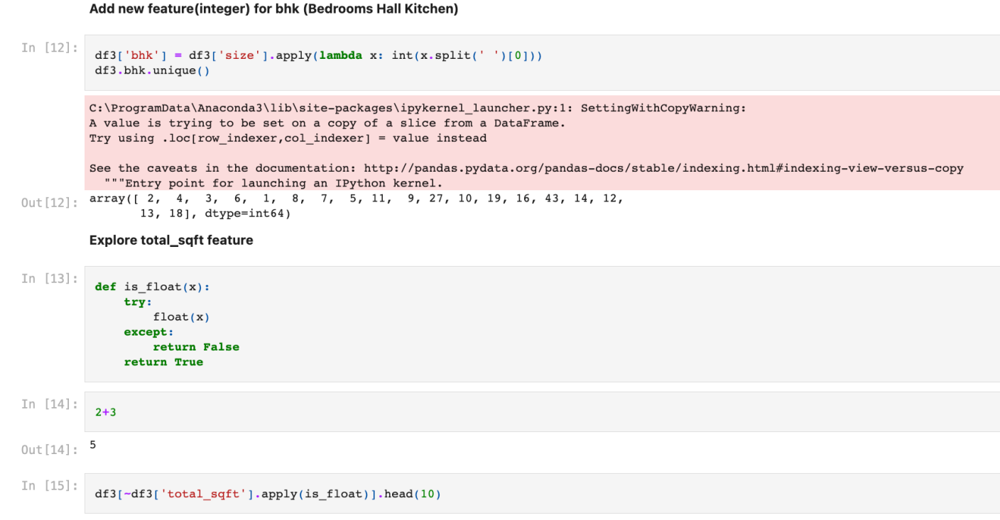 Add new feature(integer) for bhk (Bedrooms Hall Kitchen)
In [12]:
df3['bhk'] = df3['size'].apply(lambda x: int(x.split(' ')[0]))
df3.bhk.unique()
C:\ProgramData\Anaconda3\lib\site-packages\ipykernel_launcher.py:1: SettingWithCopyWarning:
A value is trying to be set on a copy of a slice from a DataFrame.
Try using .loc[row_indexer,col_indexer] = value instead
See the caveats in the documentation: http://pandas.pydata.org/pandas-docs/stable/indexing.html#indexing-view-versus-copy
  """Entry point for launching an IPython kernel.
Out[12]:
array([ 2,  4,  3,  6,  1,  8,  7,  5, 11,  9, 27, 10, 19, 16, 43, 14, 12,
       13, 18], dtype=int64)
Explore total_sqft feature
In [13]:
def is_float(x):
    try:
        float(x)
    except:
        return False
    return True
In [14]:
2+3
Out[14]:
5
In [15]:
df3[~df3['total_sqft'].apply(is_float)].head(10)